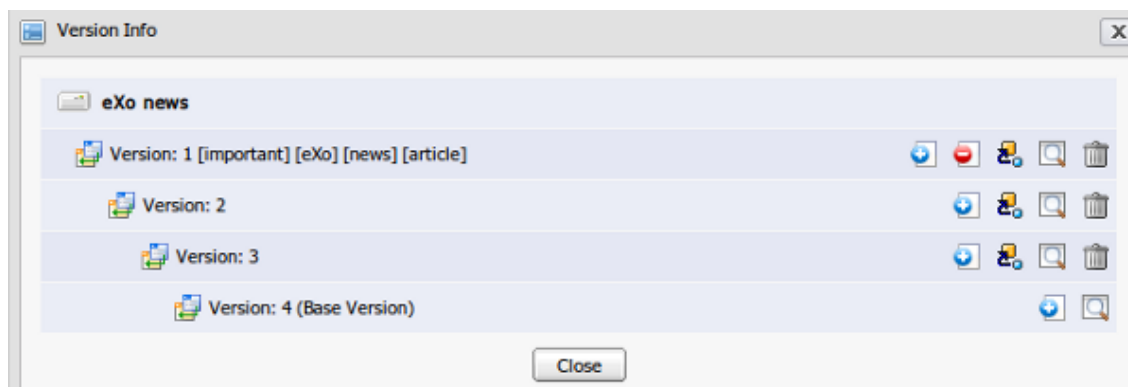 Version Info
X
eXo news
Version: 1 [important] [eXo] [news] [article]
Version: 2
Version: 3
Version: 4 (Base Version)
Close